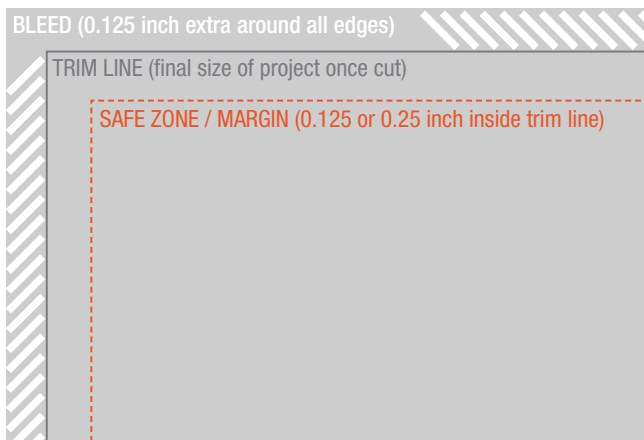 BLEED (0.125 inch extra around all edges)
TRIM LINE (final size of project once cut)
SAFE ZONE / MARGIN (0.125 or 0.25 inch inside trim line)